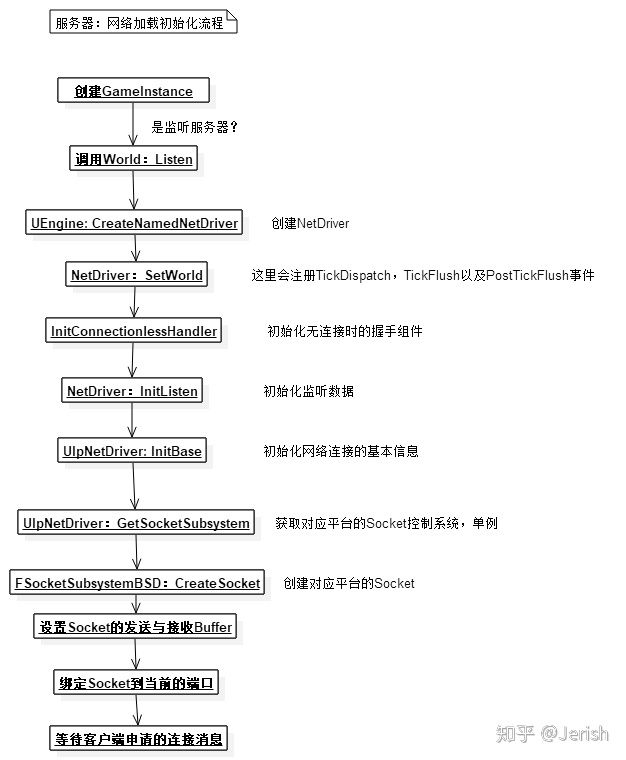 服务器：网络加载初始化流程
创建GameInstance
是监听服务器？
调用World：Listen
UEngine: CreateNamedNetDriver 创建NetDriver
NetDriver：SetWorld 这里会注册TickDispatch，TickFlush以及PostTickFlush事件
InitConnectionlessHandler 初始化无连接时的握手组件
NetDriver：InitListen 初始化监听数据
UIpNetDriver: InitBase 初始化网络连接的基本信息
UIpNetDriver：GetSocketSubsystem 获取对应平台的Socket控制系统，单例
FSocketSubsystemBSD：CreateSocket 创建对应平台的Socket
设置Socket的发送与接收Buffer
绑定Socket到当前的端口
等待客户端申请的连接消息
知乎 @Jerish